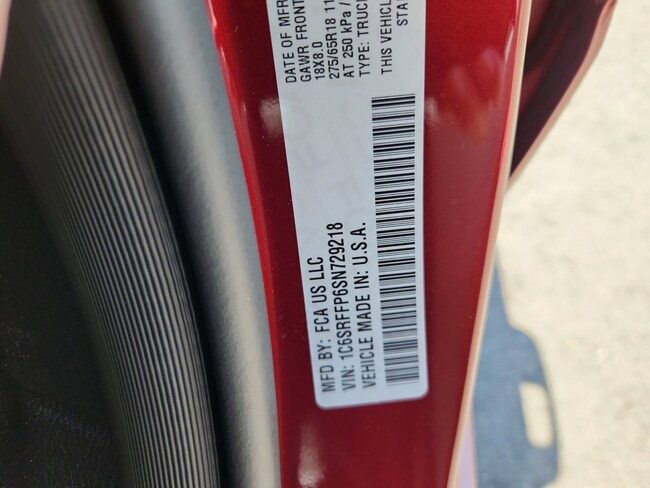 MFD BY: FCA US LLC
VIN: 1C6SRFFP6SN729218
VEHICLE MADE IN: U.S.A.
DATE OF MFR
GAWR FRONT
18X8.0
275/65R18 11
AT 250 kPa /
TYPE: TRUCK
THIS VEHICLE
STA